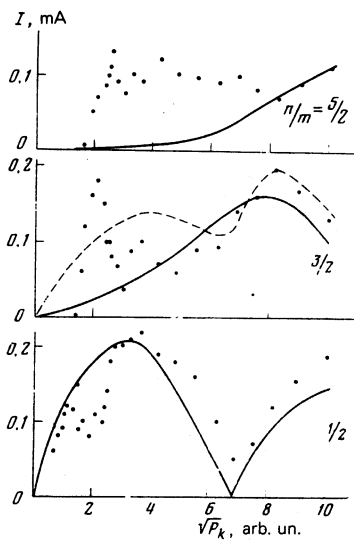 I, mA
0,1
n/m = 5/2
0
0,2
0,1
3/2
0
0,2
0,1
1/2
0 2 4 6 8 10
√Pk, arb. un.